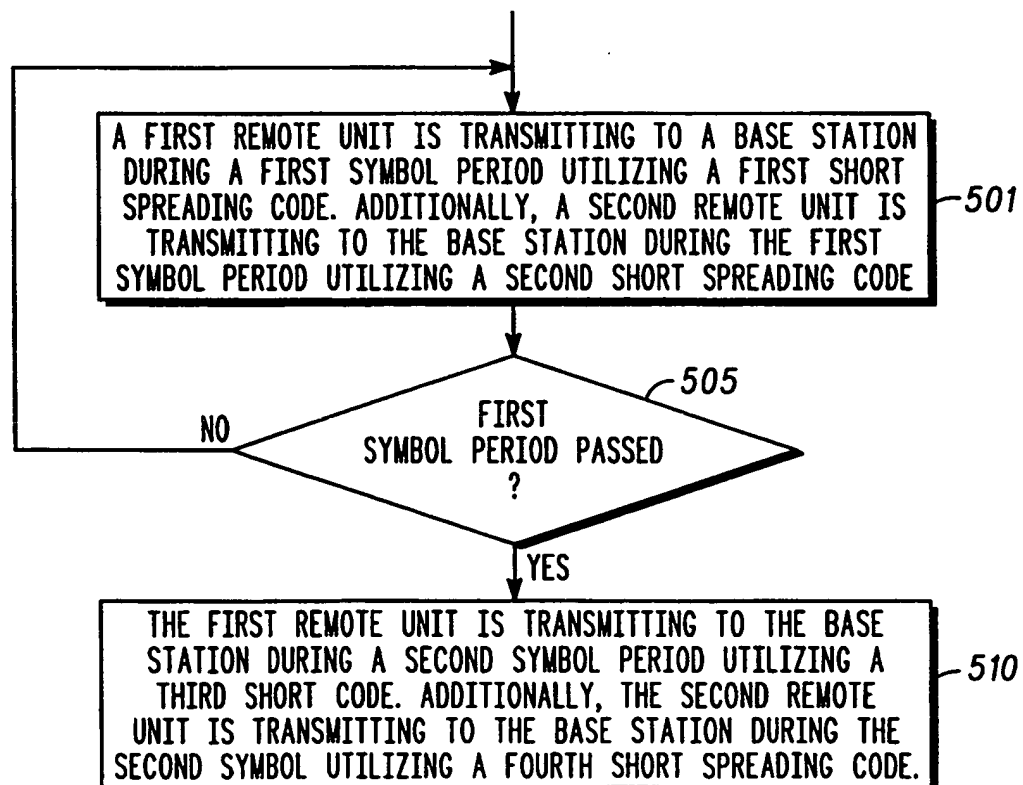 A FIRST REMOTE UNIT IS TRANSMITTING TO A BASE STATION
DURING A FIRST SYMBOL PERIOD UTILIZING A FIRST SHORT
SPREADING CODE. ADDITIONALLY, A SECOND REMOTE UNIT IS
TRANSMITTING TO THE BASE STATION DURING THE FIRST
SYMBOL PERIOD UTILIZING A SECOND SHORT SPREADING CODE
501
505
FIRST
SYMBOL PERIOD PASSED
?
NO
YES
THE FIRST REMOTE UNIT IS TRANSMITTING TO THE BASE
STATION DURING A SECOND SYMBOL PERIOD UTILIZING A
THIRD SHORT CODE. ADDITIONALLY, THE SECOND REMOTE
UNIT IS TRANSMITTING TO THE BASE STATION DURING THE
SECOND SYMBOL UTILIZING A FOURTH SHORT SPREADING CODE.
510